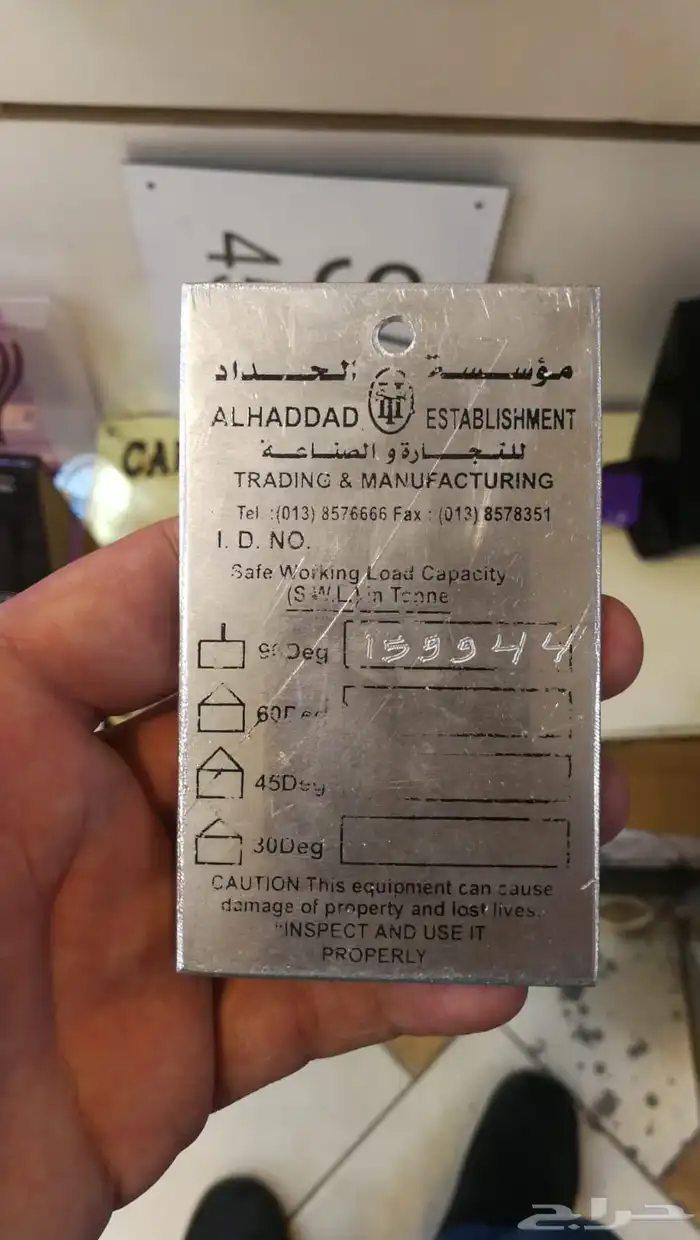 مؤسسة الحداد
ALHADDAD ESTABLISHMENT
للتجارة و الصناعة
TRADING & MANUFACTURING
Tel :(013) 8576666 Fax : (013) 8578351
I. D. NO.
Safe Working Load Capacity
(S.W.L.) in Tonne
90Deg 159944
60Deg
45Deg
30Deg
CAUTION This equipment can cause
damage of property and lost lives.
"INSPECT AND USE IT
PROPERLY
حراج